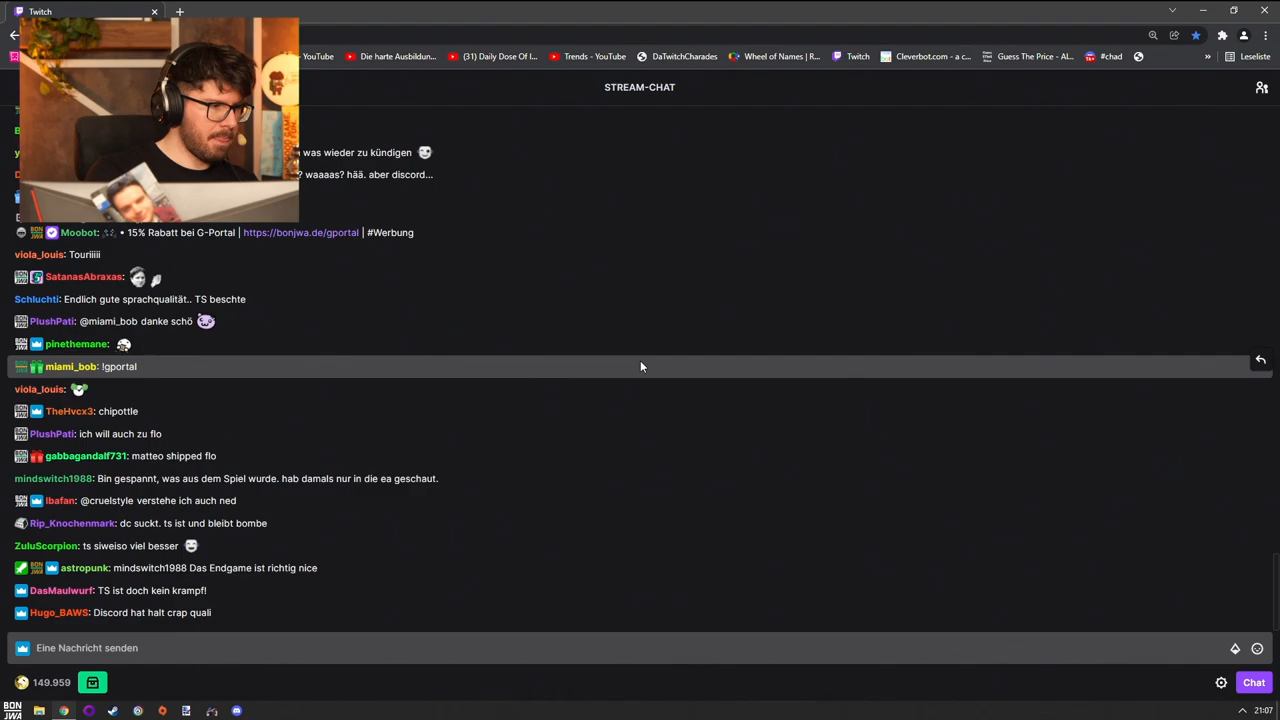 Twitch
YouTube
Die harte Ausbildun...
(31) Daily Dose Of I...
Trends - YouTube
DaTwitchCharades
Wheel of Names | R...
Twitch
Cleverbot.com - a c...
Guess The Price - AL...
#chad
»
Leseliste
STREAM-CHAT
was wieder zu kündigen
? waaaas? hää. aber discord...
Moobot: • 15% Rabatt bei G-Portal | https://bonjwa.de/gportal | #Werbung
viola_louis: Touriiiii
SatanasAbraxas:
Schluchti: Endlich gute sprachqualität.. TS beschte
PlushPati: @miami_bob danke schö
pinethemane:
miami_bob: !gportal
viola_louis:
TheHvcx3: chipottle
PlushPati: ich will auch zu flo
gabbagandalf731: matteo shipped flo
mindswitch1988: Bin gespannt, was aus dem Spiel wurde. hab damals nur in die ea geschaut.
Ibafan: @cruelstyle verstehe ich auch ned
Rip_Knochenmark: dc suckt. ts ist und bleibt bombe
ZuluScorpion: ts siweiso viel besser
astropunk: mindswitch1988 Das Endgame ist richtig nice
DasMaulwurf: TS ist doch kein krampf!
Hugo_BAWS: Discord hat halt crap quali
Eine Nachricht senden
149.959
Chat
BON
JWA
21:07